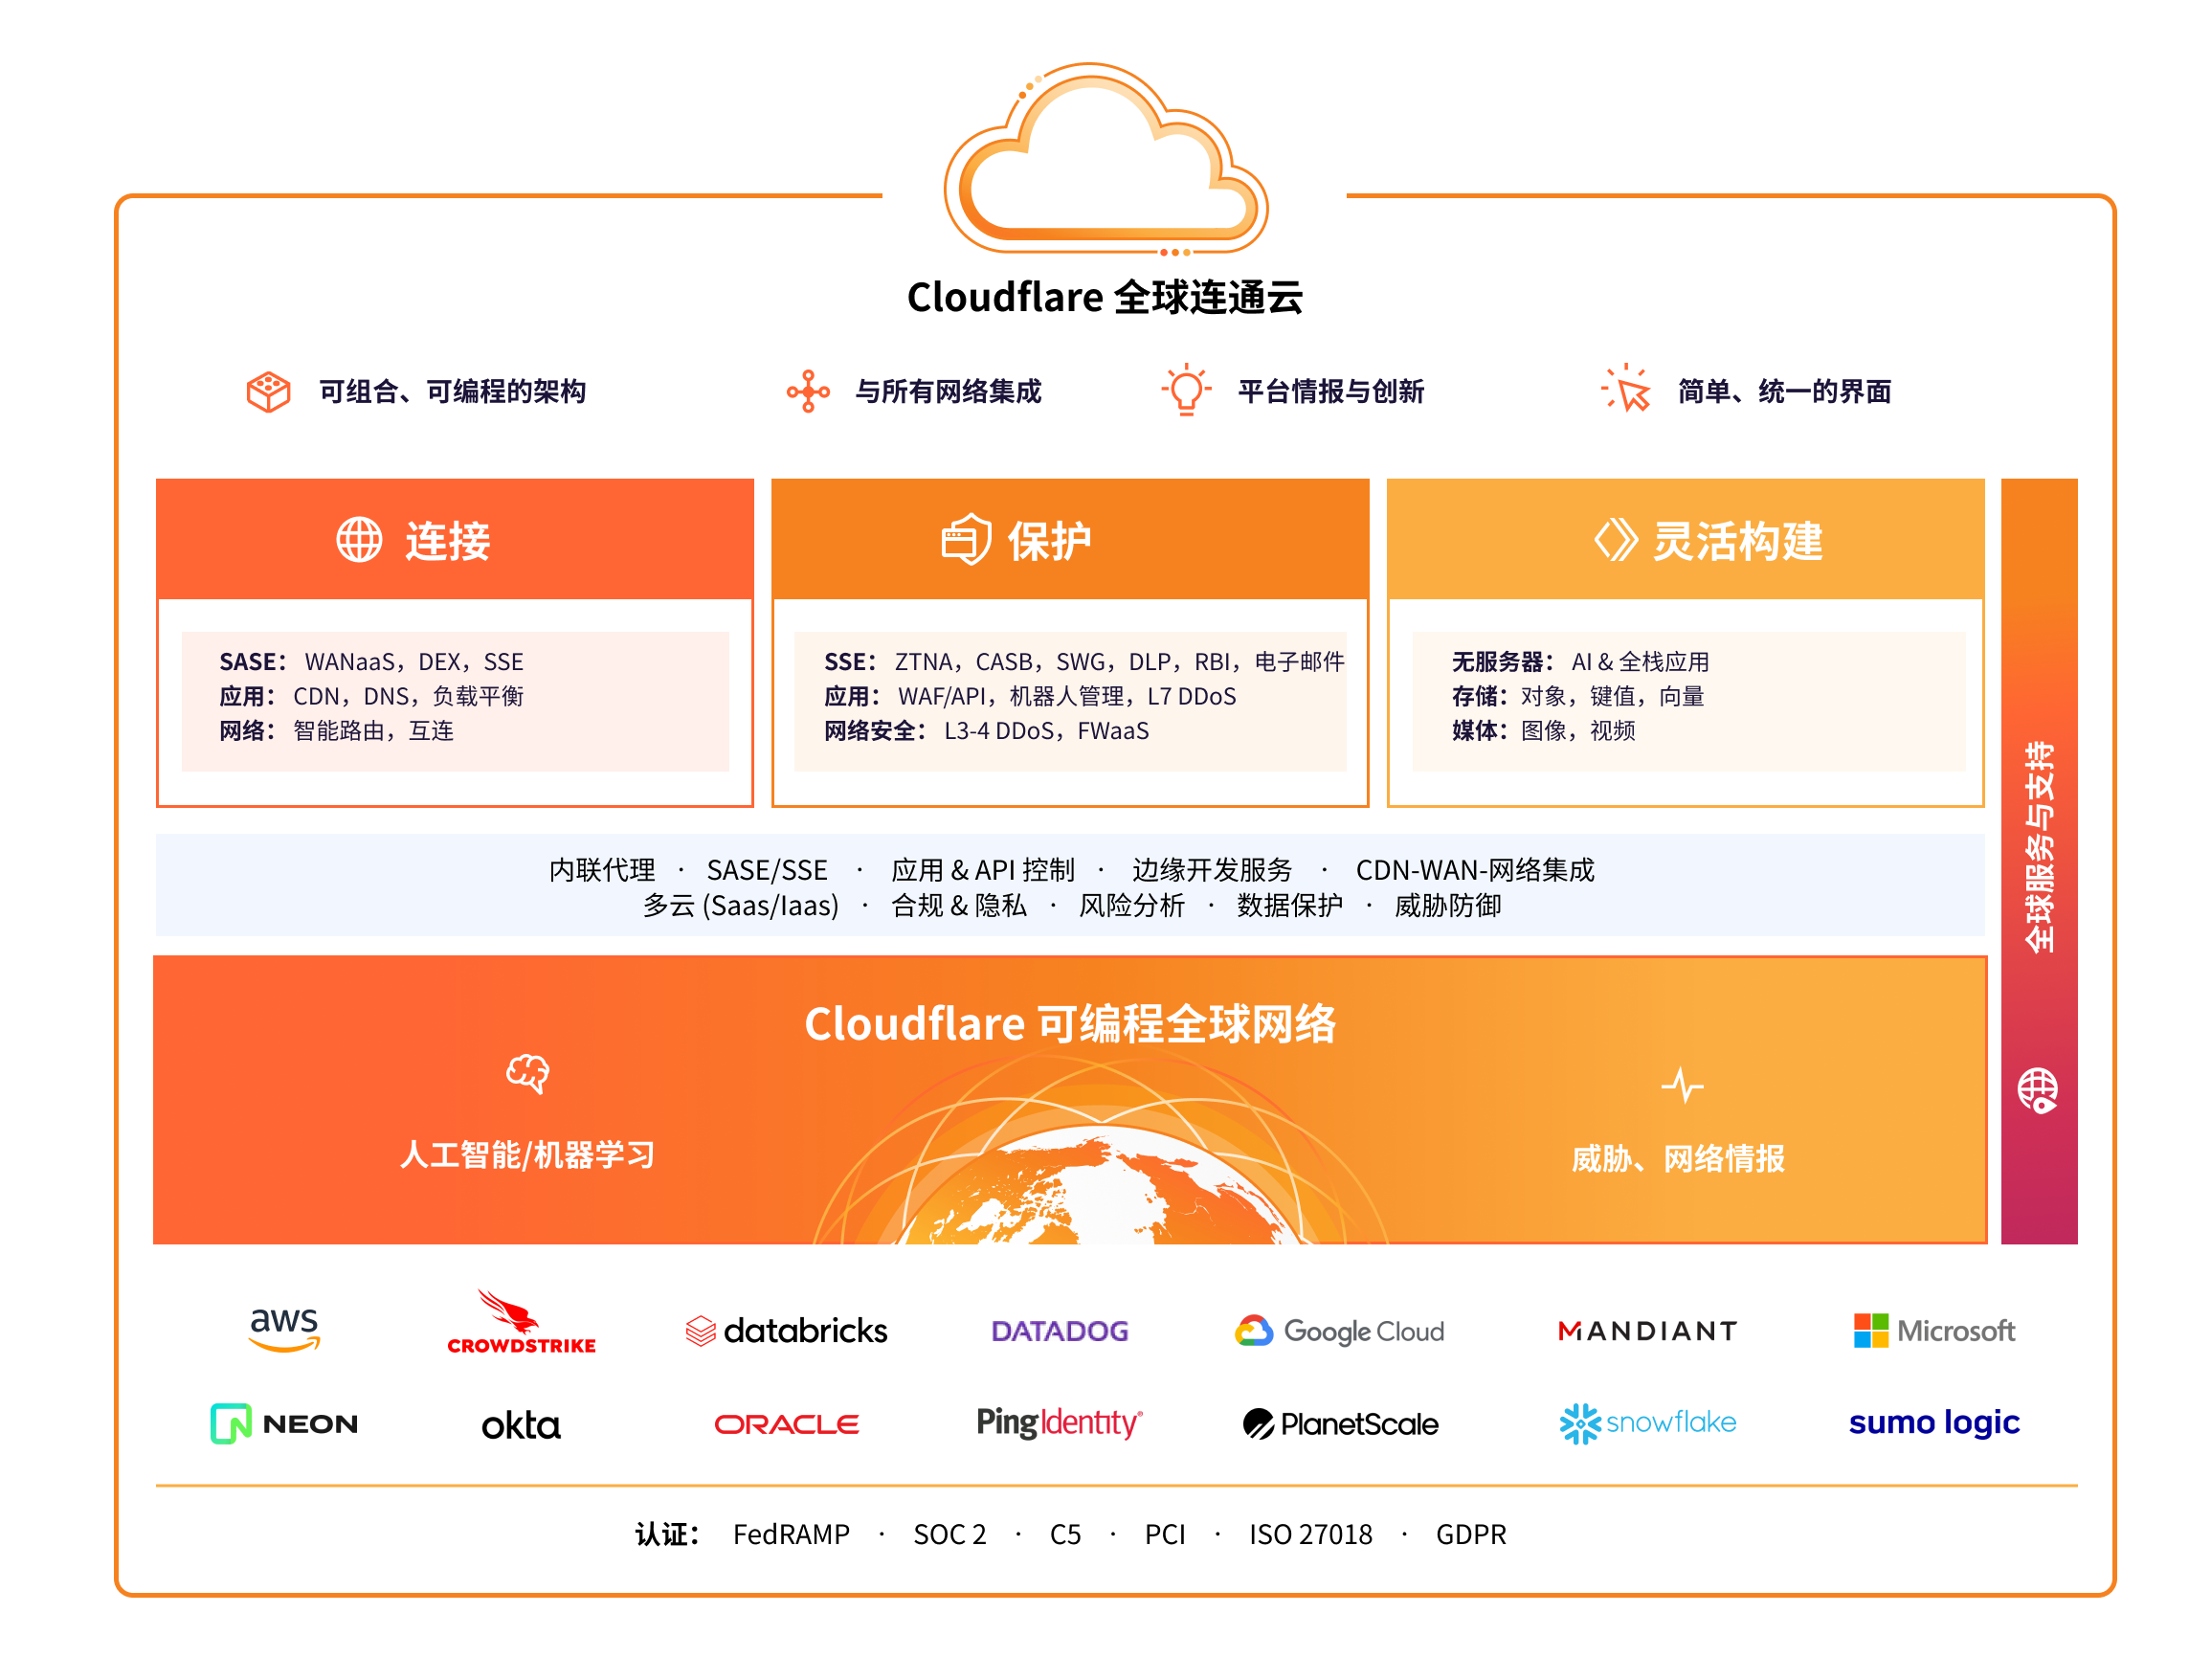 Cloudflare 全球连通云
可组合、可编程的架构
与所有网络集成
平台情报与创新
简单、统一的界面
连接
SASE： WANaaS，DEX，SSE
应用： CDN，DNS，负载平衡
网络： 智能路由，互连
保护
SSE： ZTNA，CASB，SWG，DLP，RBI，电子邮件
应用： WAF/API，机器人管理，L7 DDoS
网络安全： L3-4 DDoS，FWaaS
灵活构建
无服务器： AI & 全栈应用
存储：对象，键值，向量
媒体：图像，视频
全球服务与支持
内联代理 · SASE/SSE · 应用 & API 控制 · 边缘开发服务 · CDN-WAN-网络集成
多云 (Saas/Iaas) · 合规 & 隐私 · 风险分析 · 数据保护 · 威胁防御
Cloudflare 可编程全球网络
人工智能/机器学习
威胁、网络情报
aws
CROWDSTRIKE
databricks
DATADOG
Google Cloud
MANDIANT
Microsoft
NEON
okta
ORACLE
PingIdentity®
PlanetScale
snowflake
sumo logic
认证： FedRAMP · SOC 2 · C5 · PCI · ISO 27018 · GDPR